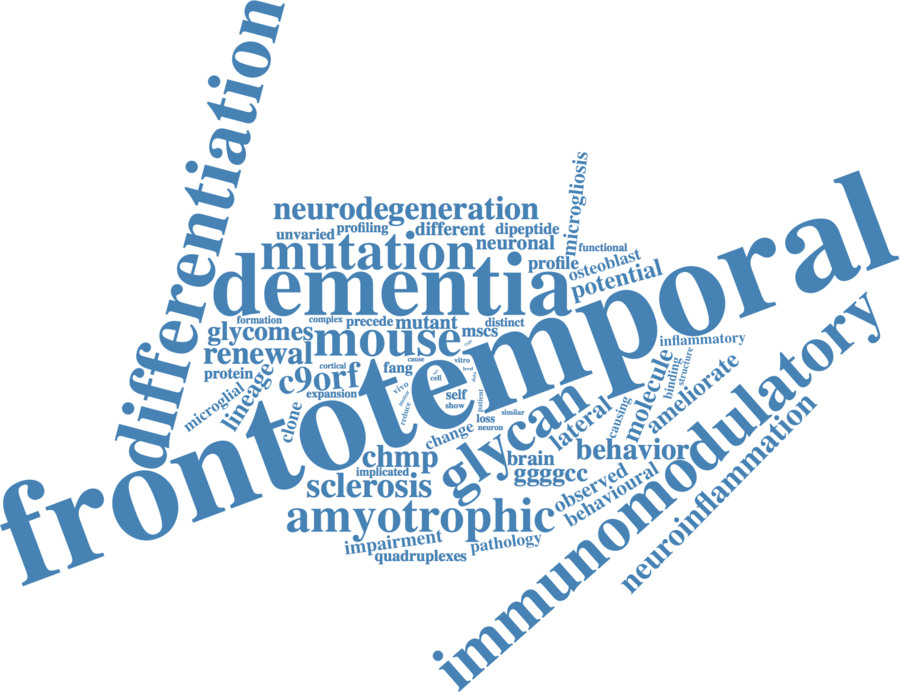 differentiation
neurodegeneration
microgliosis
unvaried
profiling
different
dipeptide
mutation
neuronal
functional
dementia
profile
osteoblast
potential
frontotemporal
formation
complex
precede
mutant
distinct
glycomes
mouse
mscs
type
inflammatory
renewal
cause
vitro
protein
cortical
fang
level
c9orf
cell
data
lineage
microglial
expansion
vivo
motor
reduce
self
show
patient
similar
molecule
binding
structure
ameliorate
immunomodulatory
clone
change
loss
neuron
glycan
lateral
causing
behavior
chmp
implicated
brain
ggggcc
sclerosis
observed
behavioural
neuroinflammation
amyotrophic
impairment
pathology
quadruplexes